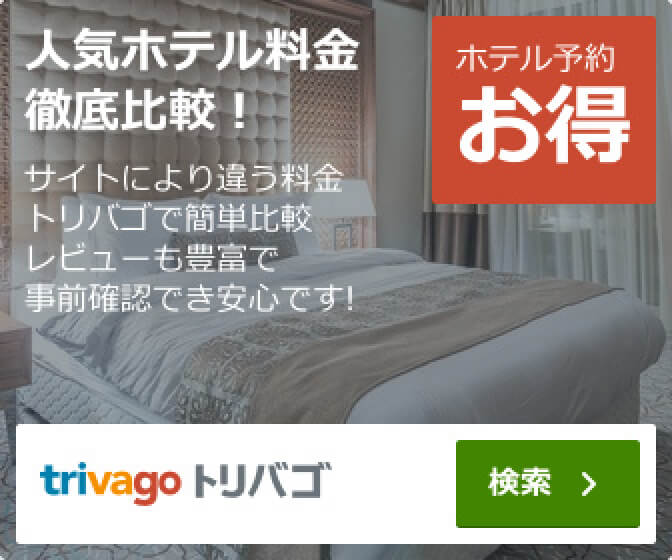 人気ホテル料金
徹底比較！
サイトにより違う料金
トリバゴで簡単比較
レビューも豊富で
事前確認でき安心です!
ホテル予約
お得
trivago トリバゴ
検索